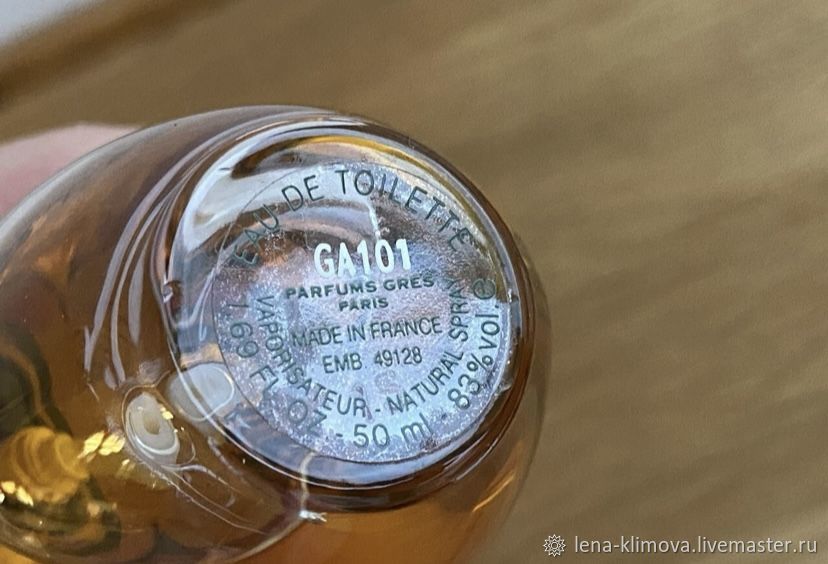 EAU DE TOILETTE
GA101
PARFUMS GRES
PARIS
MADE IN FRANCE
EMB 49128
VAPORISATEUR - NATURAL SPRAY
1.69 FL. OZ - 50 ml - 83% vol e
lena-klimova.livemaster.ru